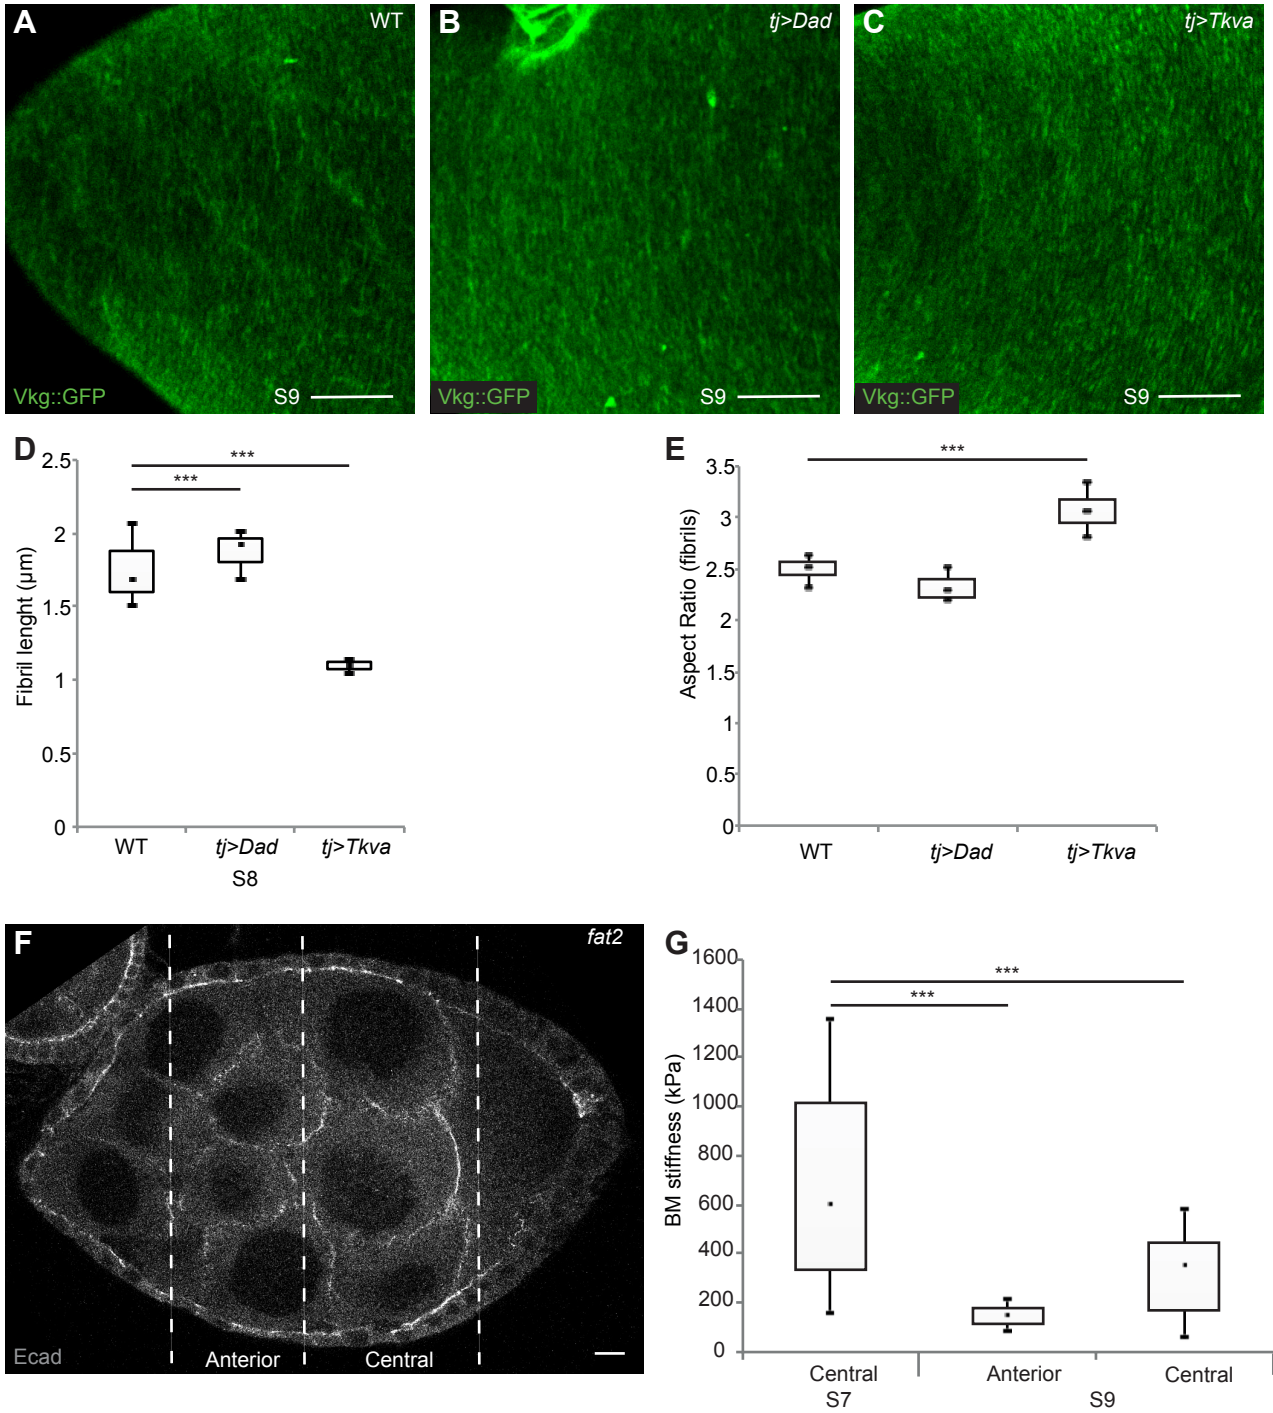 A WT
Vkg::GFP S9
B tj>Dad
Vkg::GFP S9
C tj>Tkva
Vkg::GFP S9
D
Fibril lenght (μm)
2.5
2
1.5
1
0.5
0
***
***
WT tj>Dad tj>Tkva
S8
E
Aspect Ratio (fibrils)
3.5
3
2.5
2
1.5
1
0.5
0
***
WT tj>Dad tj>Tkva
F fat2
Ecad Anterior Central
G
BM stiffness (kPa)
1600
1400
1200
1000
800
600
400
200
0
***
***
Central Anterior Central
S7 S9